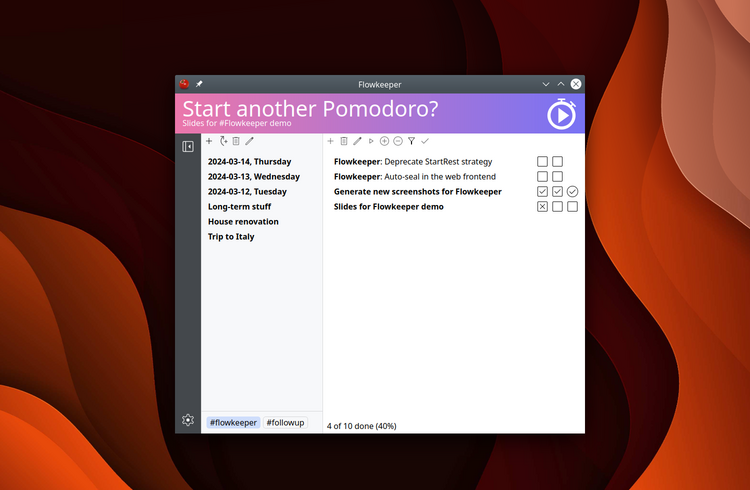 Flowkeeper
Start another Pomodoro?
Slides for #Flowkeeper demo
2024-03-14, Thursday
2024-03-13, Wednesday
2024-03-12, Tuesday
Long-term stuff
House renovation
Trip to Italy
#flowkeeper #followup
Flowkeeper: Deprecate StartRest strategy
Flowkeeper: Auto-seal in the web frontend
Generate new screenshots for Flowkeeper
Slides for Flowkeeper demo
4 of 10 done (40%)